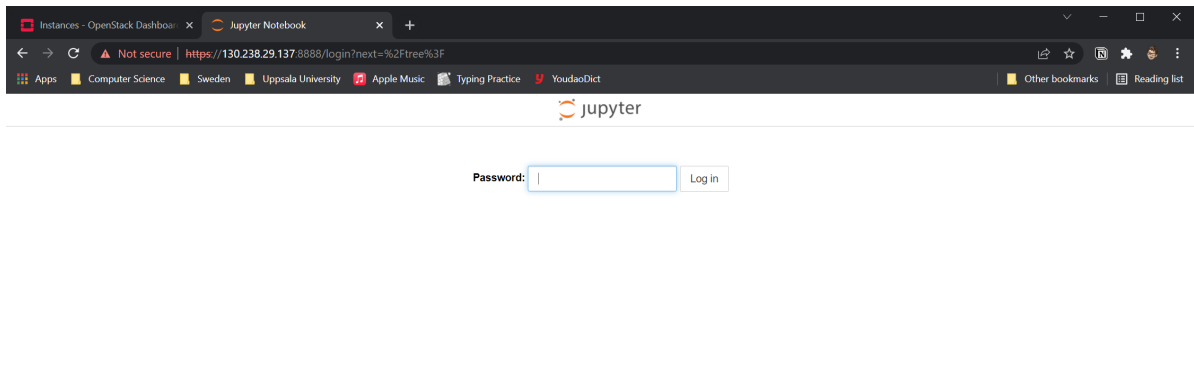 Instances - OpenStack Dashboar Jupyter Notebook
Not secure https://130.238.29.137:8888/login?next=%2Ftree%3F
Apps Computer Science Sweden Uppsala University Apple Music Typing Practice YoudaoDict Other bookmarks Reading list
jupyter
Password: Log in